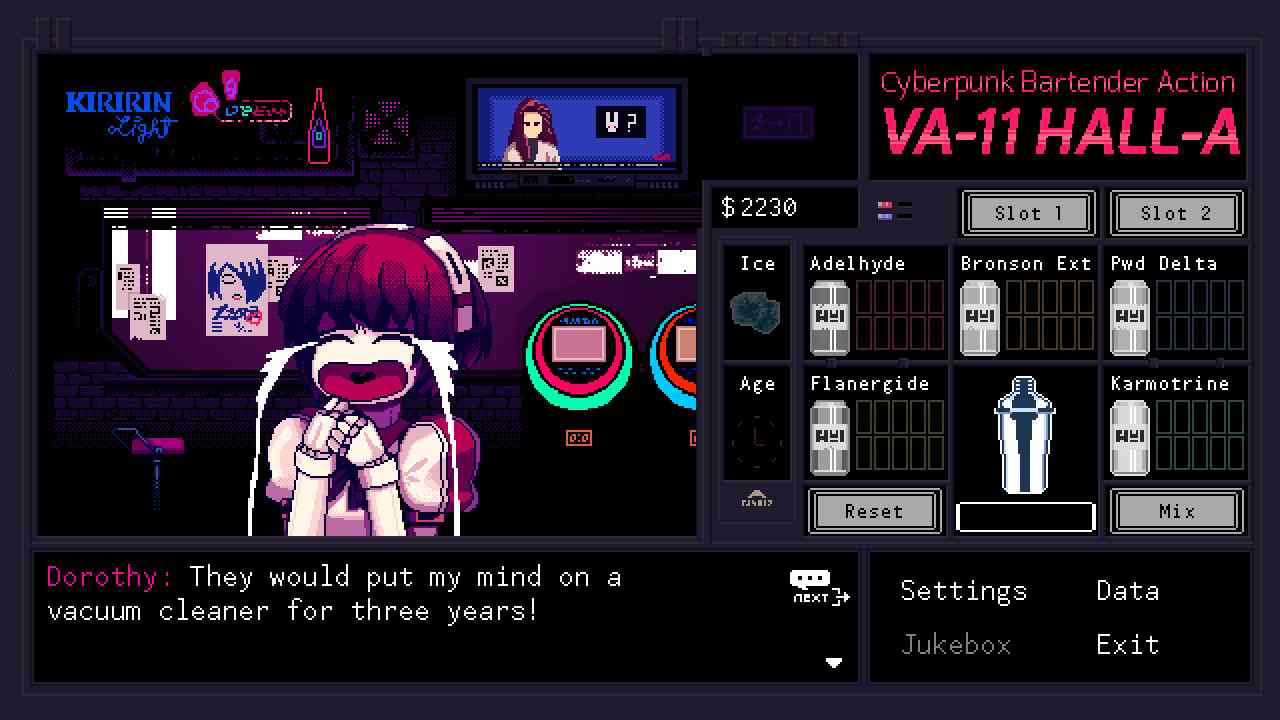 KIRIRIN
Light
Cyberpunk Bartender Action
VA-11 HALL-A
$2230
Slot 1
Slot 2
Ice
Adelhyde
Bronson Ext
Pwd Delta
Age
Flanergide
Karmotrine
Reset
Mix
Dorothy: They would put my mind on a
vacuum cleaner for three years!
NEXT
Settings
Data
Jukebox
Exit